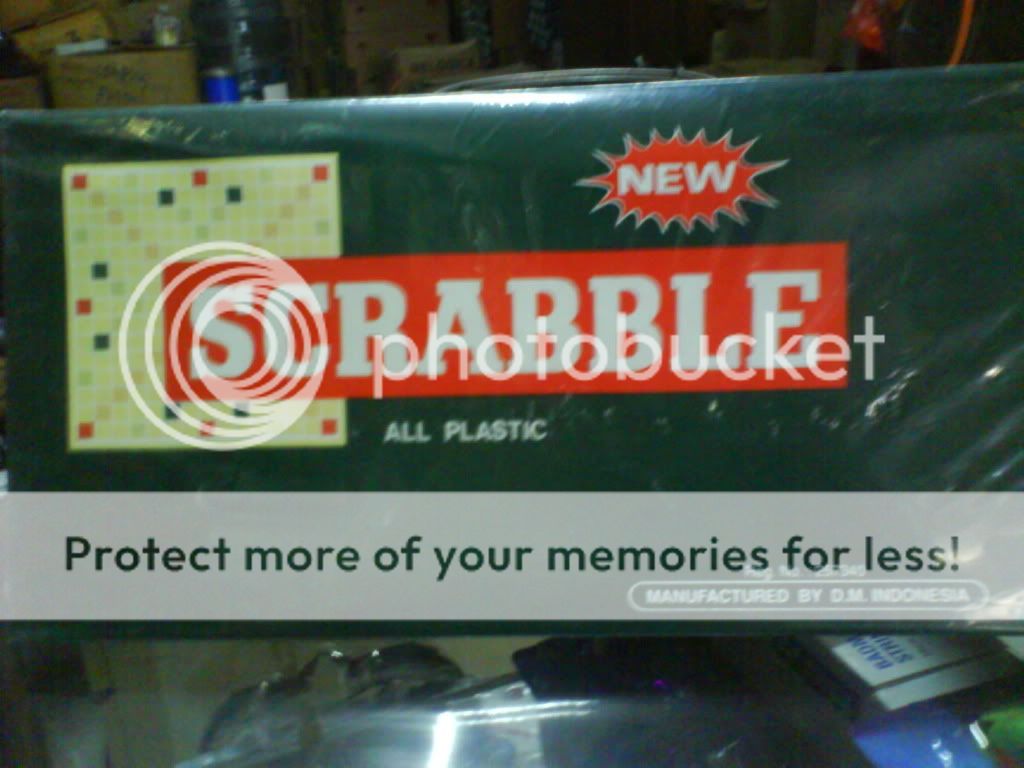 NEW
SCRABBLE
photobucket
ALL PLASTIC
Protect more of your memories for less!
MANUFACTURED BY D.M. INDONESIA